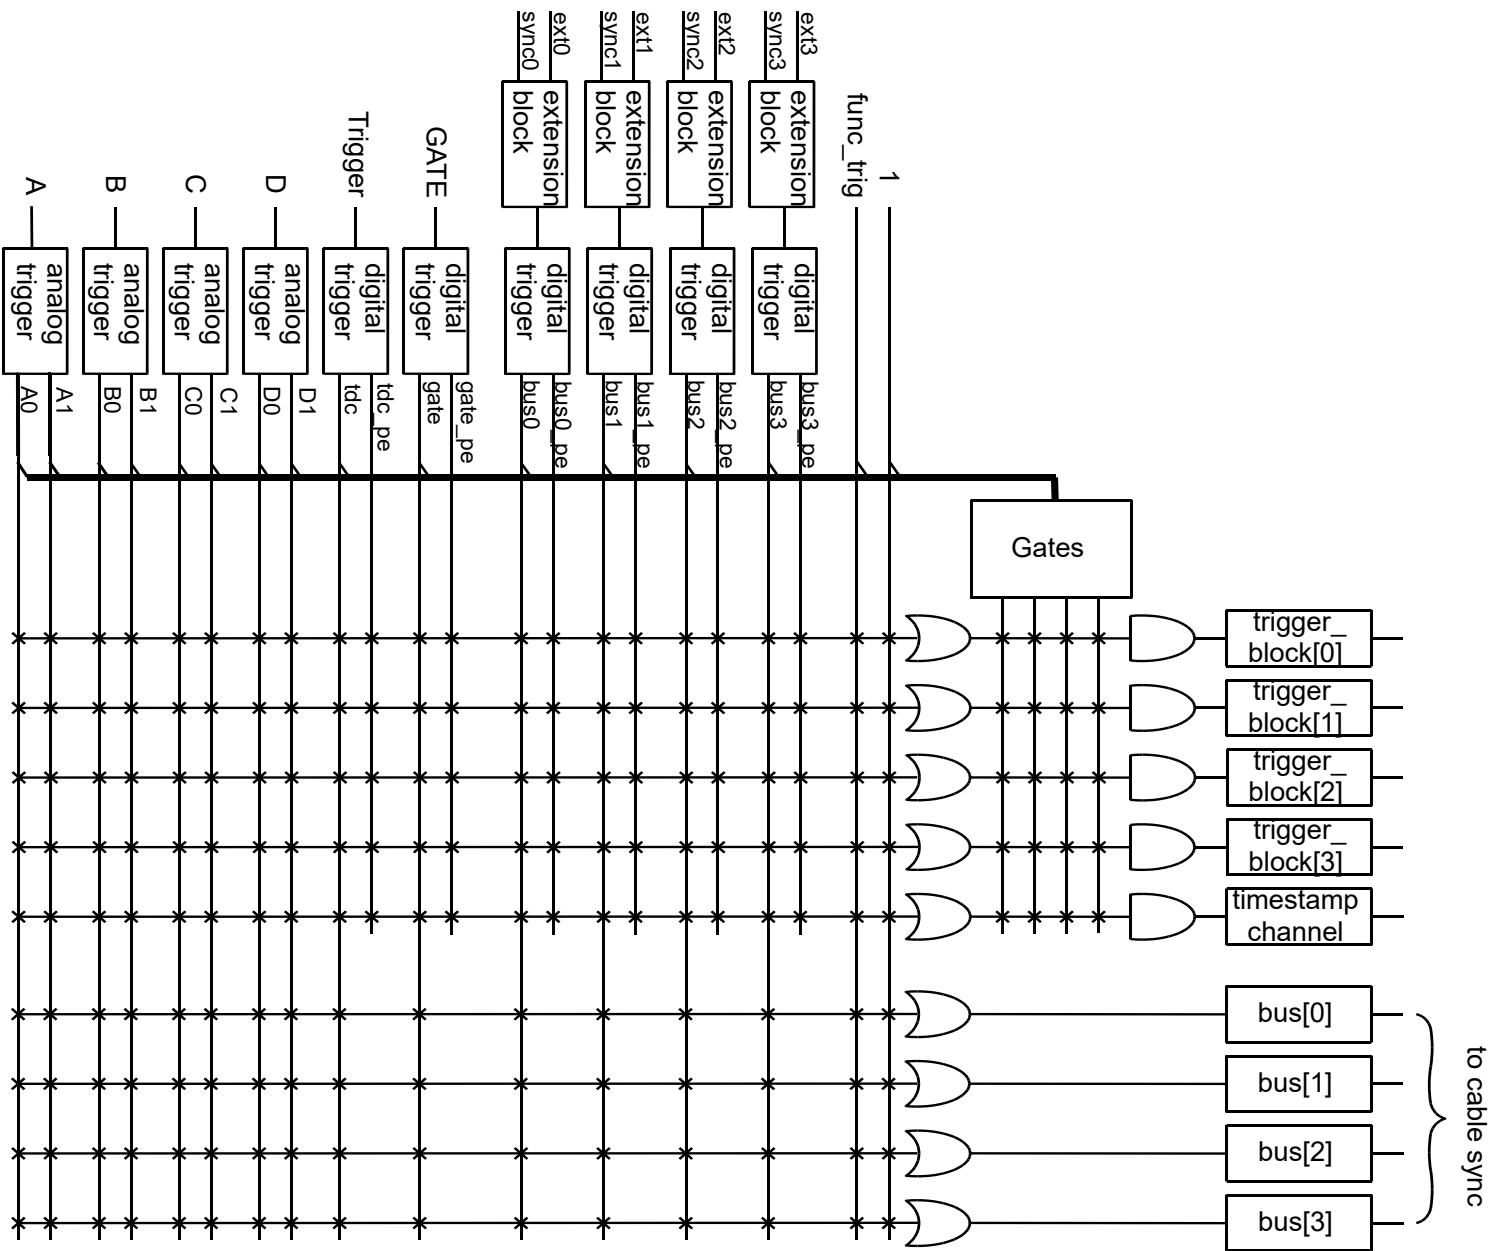 sync0
ext0
sync1
ext1
sync2
ext2
sync3
ext3
extension
block
extension
block
extension
block
extension
block
func_trig
1
A
B
C
D
Trigger
GATE
analog
trigger
analog
trigger
analog
trigger
analog
trigger
digital
trigger
digital
trigger
digital
trigger
digital
trigger
digital
trigger
digital
trigger
A0
A1
B0
B1
C0
C1
D0
D1
tdc
tdc_pe
gate
gate_pe
bus0
bus0_pe
bus1
bus1_pe
bus2
bus2_pe
bus3
bus3_pe
Gates
trigger_
block[0]
trigger_
block[1]
trigger_
block[2]
trigger_
block[3]
timestamp
channel
bus[0]
bus[1]
bus[2]
bus[3]
to cable sync